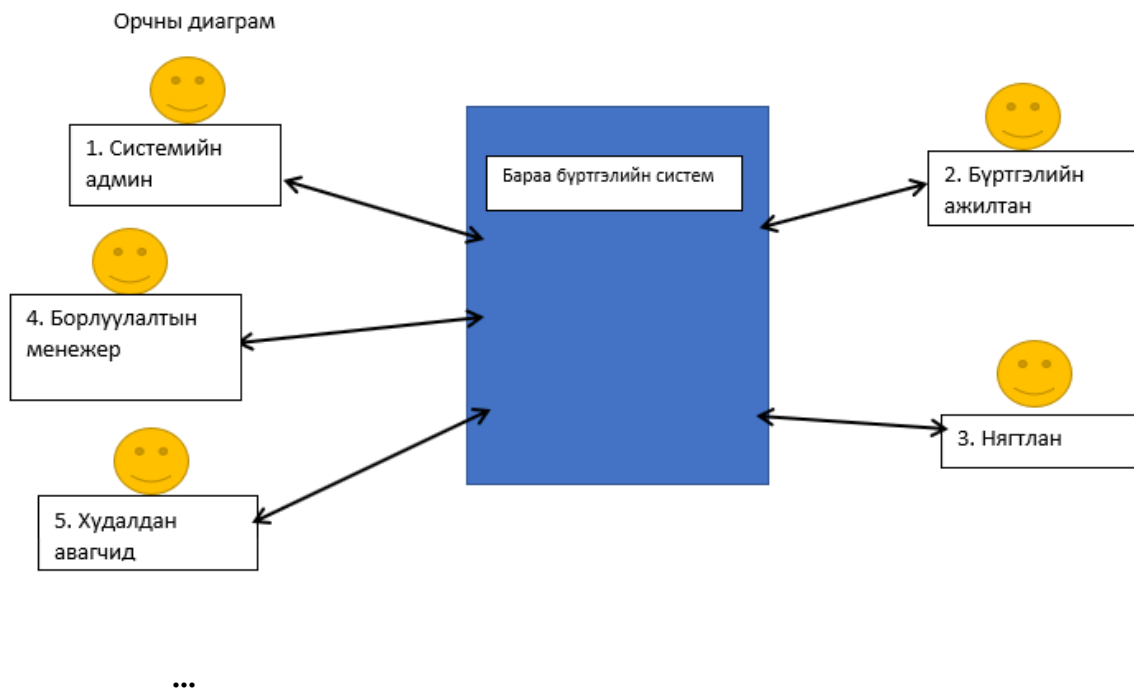 Орчны диаграм
1. Системийн
админ
Бараа бүртгэлийн систем
2. Бүртгэлийн
ажилтан
4. Борлуулалтын
менежер
3. Нягтлан
5. Худалдан
авагчид
...